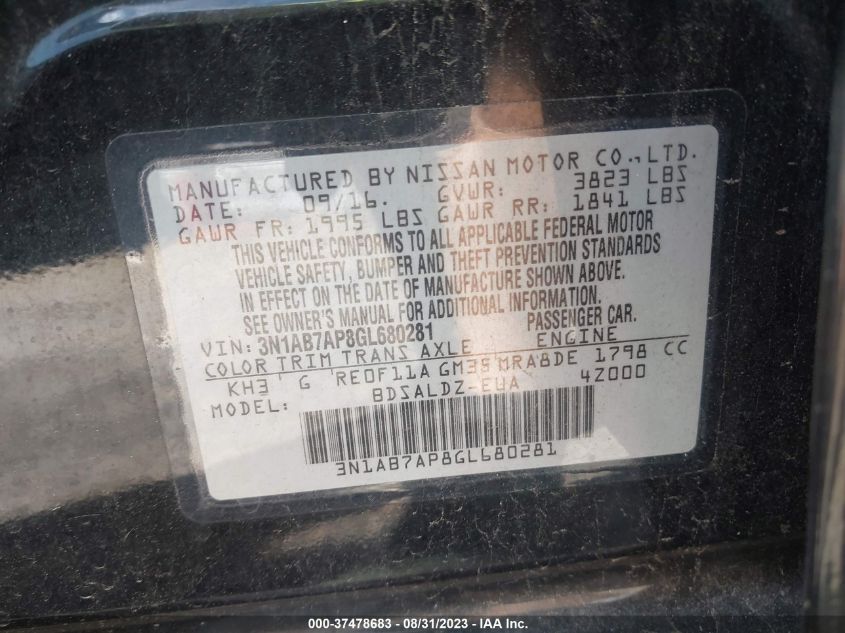 MANUFACTURED BY NISSAN MOTOR CO.,LTD.
DATE: 09/16. GVWR: 3823 LBS
GAWR FR: 1995 LBS GAWR RR: 1841 LBS
THIS VEHICLE CONFORMS TO ALL APPLICABLE FEDERAL MOTOR
VEHICLE SAFETY, BUMPER AND THEFT PREVENTION STANDARDS
IN EFFECT ON THE DATE OF MANUFACTURE SHOWN ABOVE.
SEE OWNER'S MANUAL FOR ADDITIONAL INFORMATION.
VIN: 3N1AB7AP8GL680281 PASSENGER CAR.
COLOR TRIM TRANS AXLE ENGINE
KH3 G RE0F11A GM38 MRA8DE 1798 CC
MODEL: BDSALDZ-EUA 4Z000
3N1AB7AP8GL680281
000-37478683 - 08/31/2023 - © IAA, Inc.